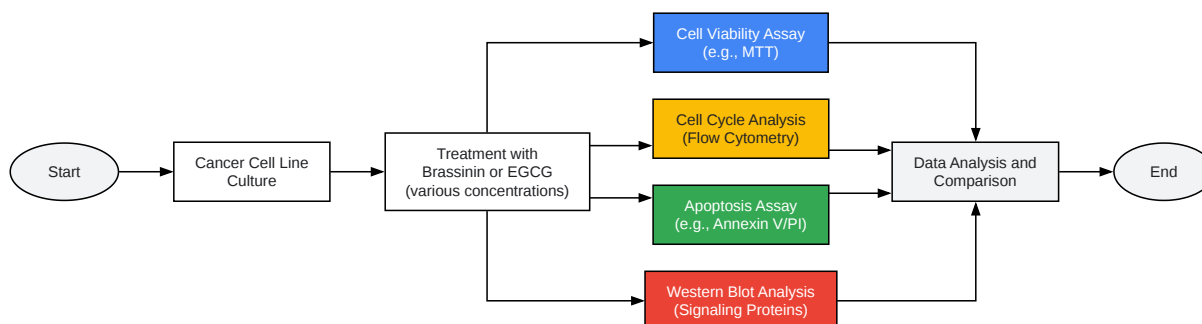 Start
Cancer Cell Line
Culture
Treatment with
Brassinin or EGCG
(various concentrations)
Cell Viability Assay
(e.g., MTT)
Cell Cycle Analysis
(Flow Cytometry)
Apoptosis Assay
(e.g., Annexin V/PI)
Western Blot Analysis
(Signaling Proteins)
Data Analysis and
Comparison
End